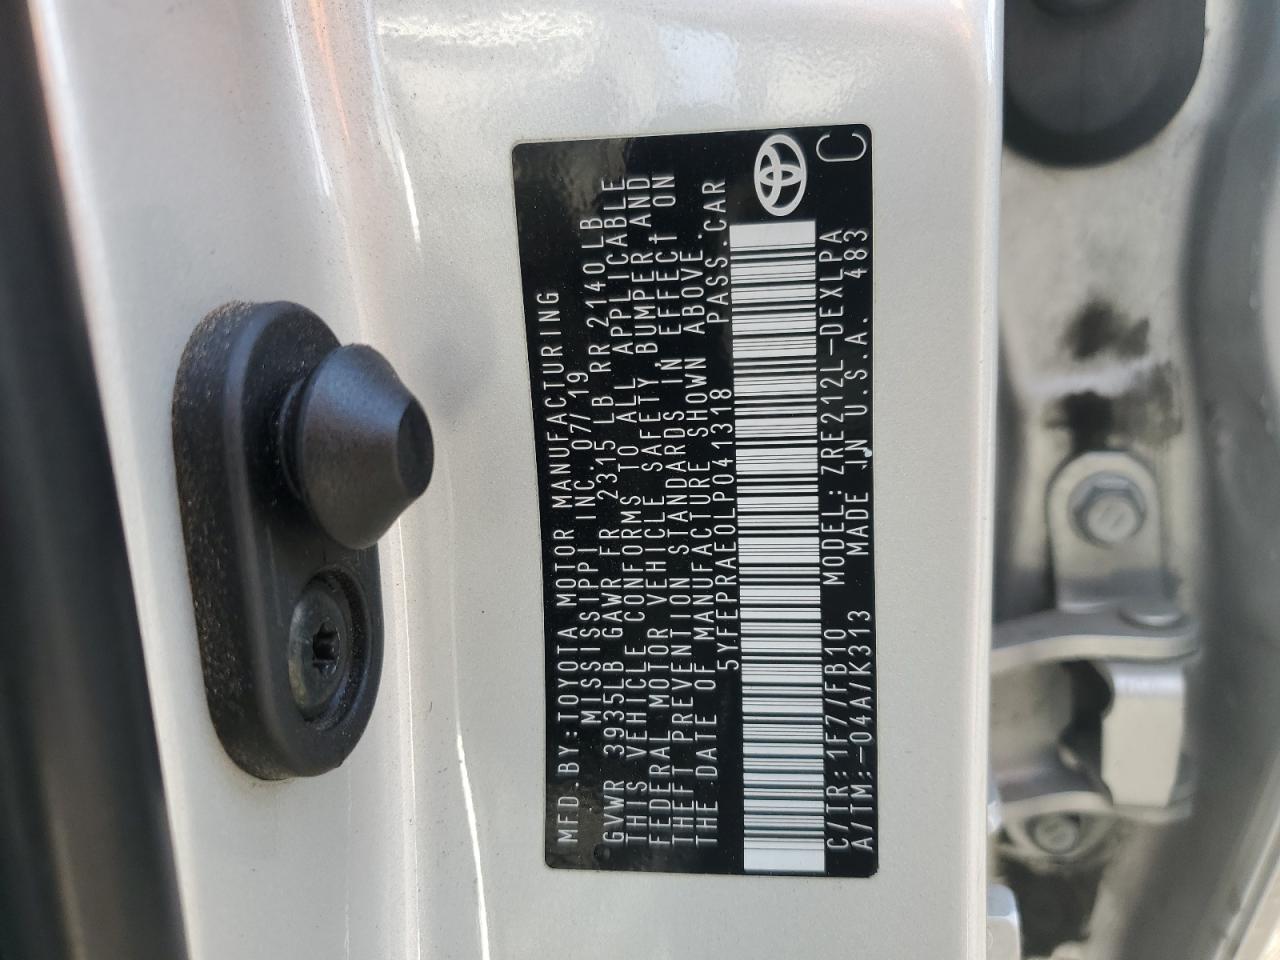 MFD.BY:TOYOTA MOTOR MANUFACTURING
MISSISSIPPI INC. 07/19
GVWR 3935LB GAWR FR 2315 LB RR 2140LB
THIS VEHICLE CONFORMS TO ALL APPLICABLE
FEDERAL MOTOR VEHICLE SAFETY BUMPER,AND
THEFT PREVENTION STANDARDS IN EFFECT ON
THE DATE OF MANUFACTURE SHOWN ABOVE.
5YFEPRAE0LP041318 PASS.CAR
C/TR:1F7/FB10 MODEL:ZRE212L-DEXLPA
A/TM:-04A/K313 MADE IN U.S.A. 483
C